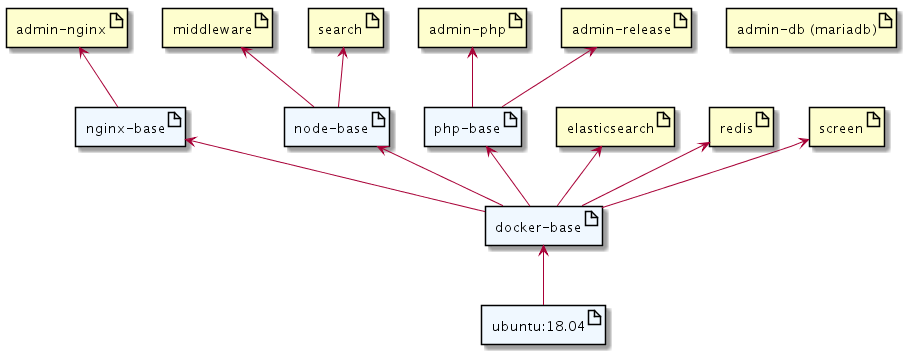 admin-nginx
middleware
search
admin-php
admin-release
admin-db (mariadb)
nginx-base
node-base
php-base
elasticsearch
redis
screen
docker-base
ubuntu:18.04